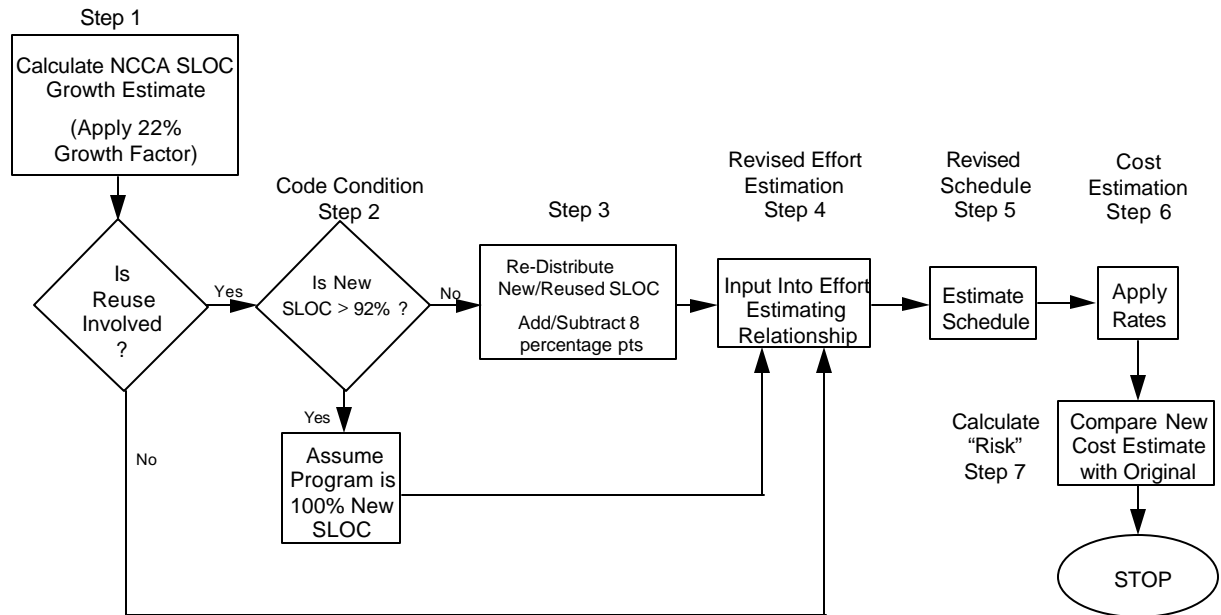 Step 1
Calculate NCCA SLOC
Growth Estimate
(Apply 22%
Growth Factor)
Is
Reuse
Involved
?
Yes
No
Code Condition
Step 2
Is New
SLOC > 92% ?
No
Yes
Assume
Program is
100% New
SLOC
Step 3
Re-Distribute
New/Reused SLOC
Add/Subtract 8
percentage pts
Revised Effort
Estimation
Step 4
Input Into Effort
Estimating
Relationship
Revised
Schedule
Step 5
Estimate
Schedule
Cost
Estimation
Step 6
Apply
Rates
Calculate
“Risk”
Step 7
Compare New
Cost Estimate
with Original
STOP